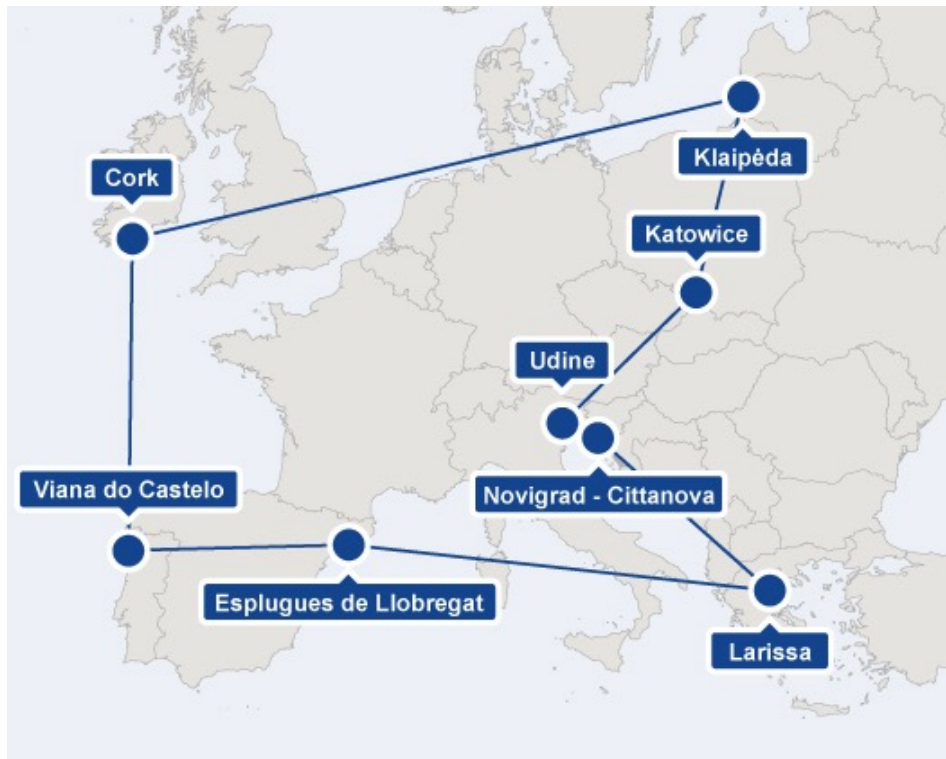 Klaipėda
Cork
Katowice
Udine
Viana do Castelo
Novigrad - Cittanova
Esplugues de Llobregat
Larissa